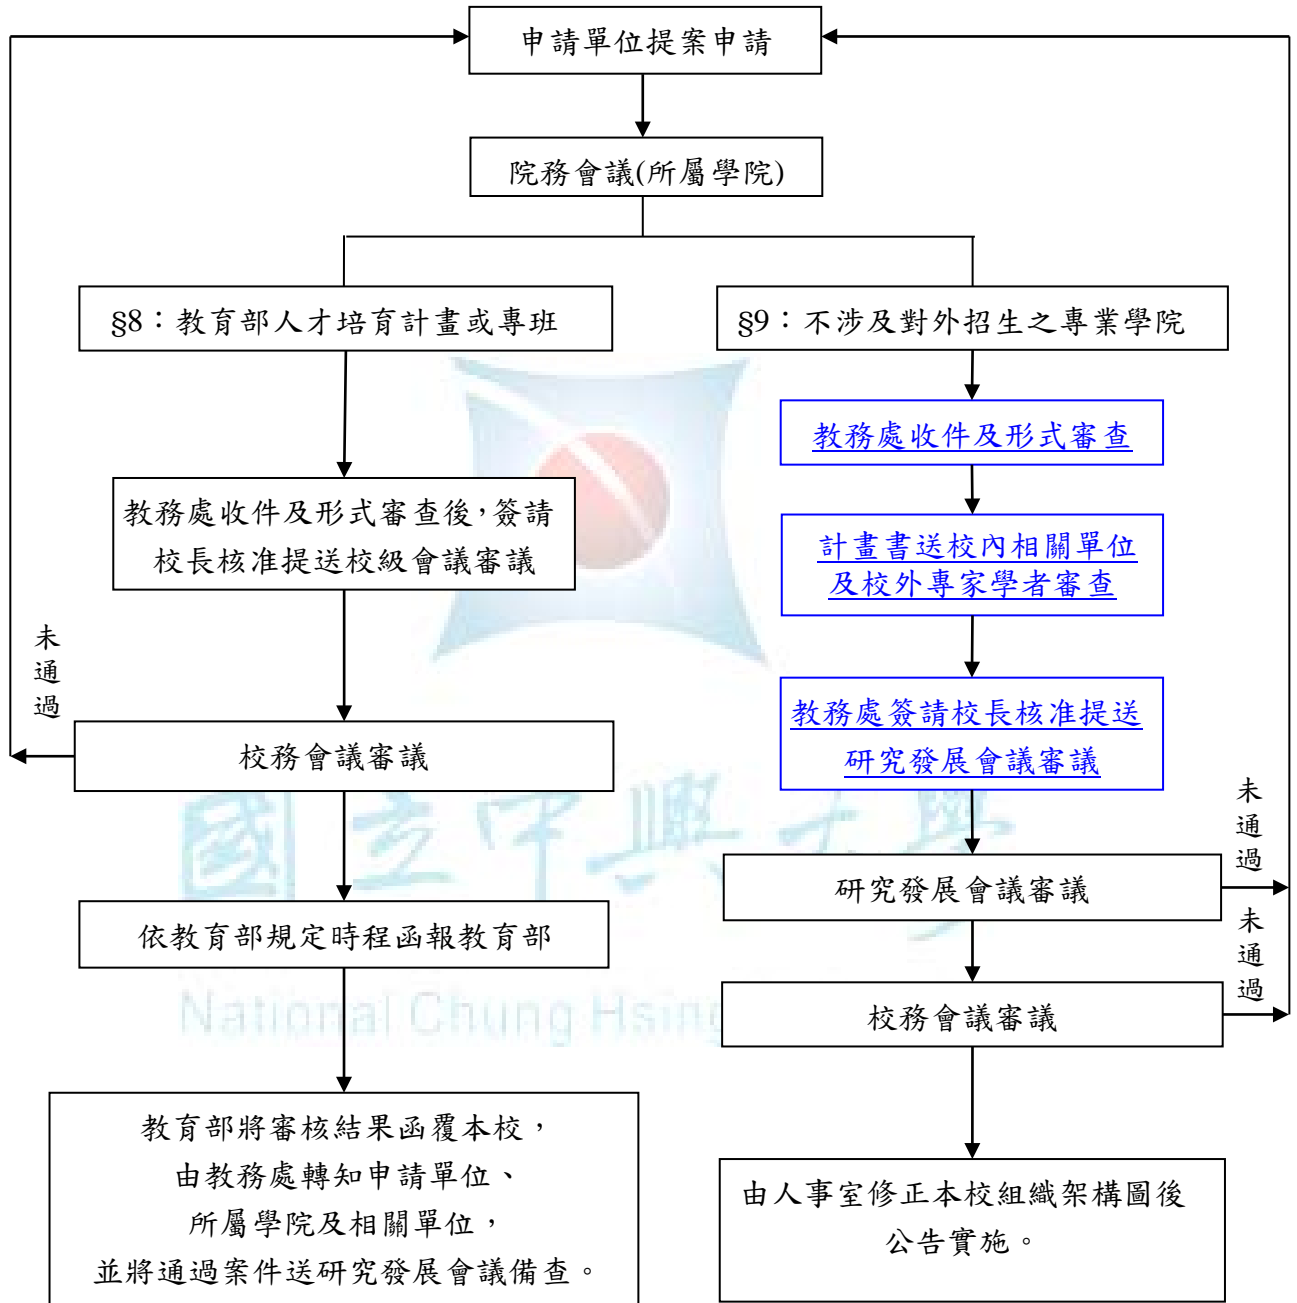 申請單位提案申請
院務會議(所屬學院)
§8：教育部人才培育計畫或專班
§9：不涉及對外招生之專業學院
教務處收件及形式審查
教務處收件及形式審查後，簽請
校長核准提送校級會議審議
計畫書送校內相關單位
及校外專家學者審查
未通過
教務處簽請校長核准提送
研究發展會議審議
校務會議審議
未通過
研究發展會議審議
依教育部規定時程函報教育部
未通過
校務會議審議
國立中興大學
National Chung Hsing
教育部將審核結果函覆本校，
由教務處轉知申請單位、
所屬學院及相關單位，
並將通過案件送研究發展會議備查。
由人事室修正本校組織架構圖後
公告實施。